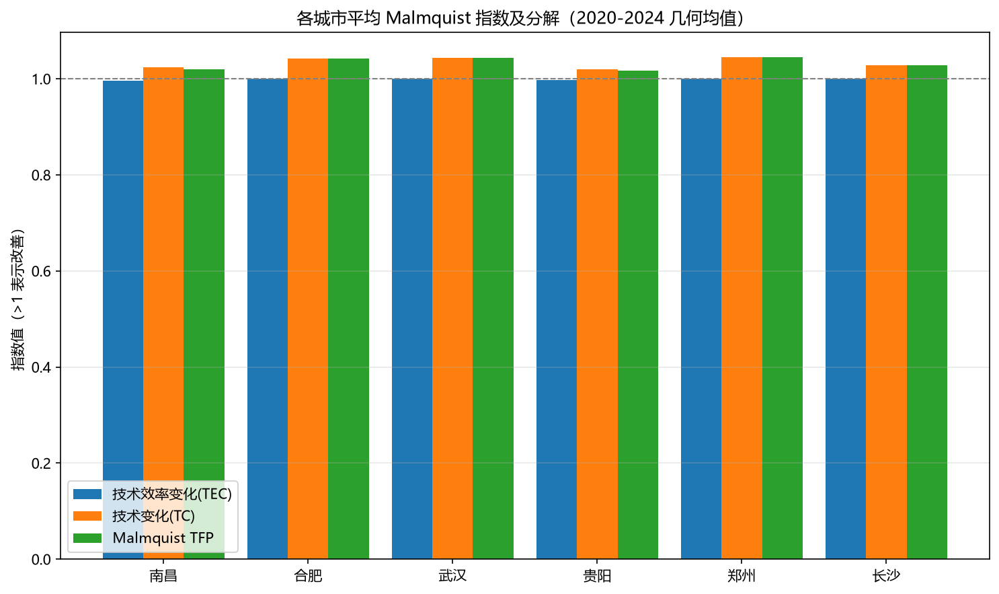 各城市平均 Malmquist 指数及分解（2020-2024 几何均值）
指数值（>1 表示改善）
1.0
0.8
0.6
0.4
0.2
0.0
技术效率变化(TEC)
技术变化(TC)
Malmquist TFP
南昌
合肥
武汉
贵阳
郑州
长沙